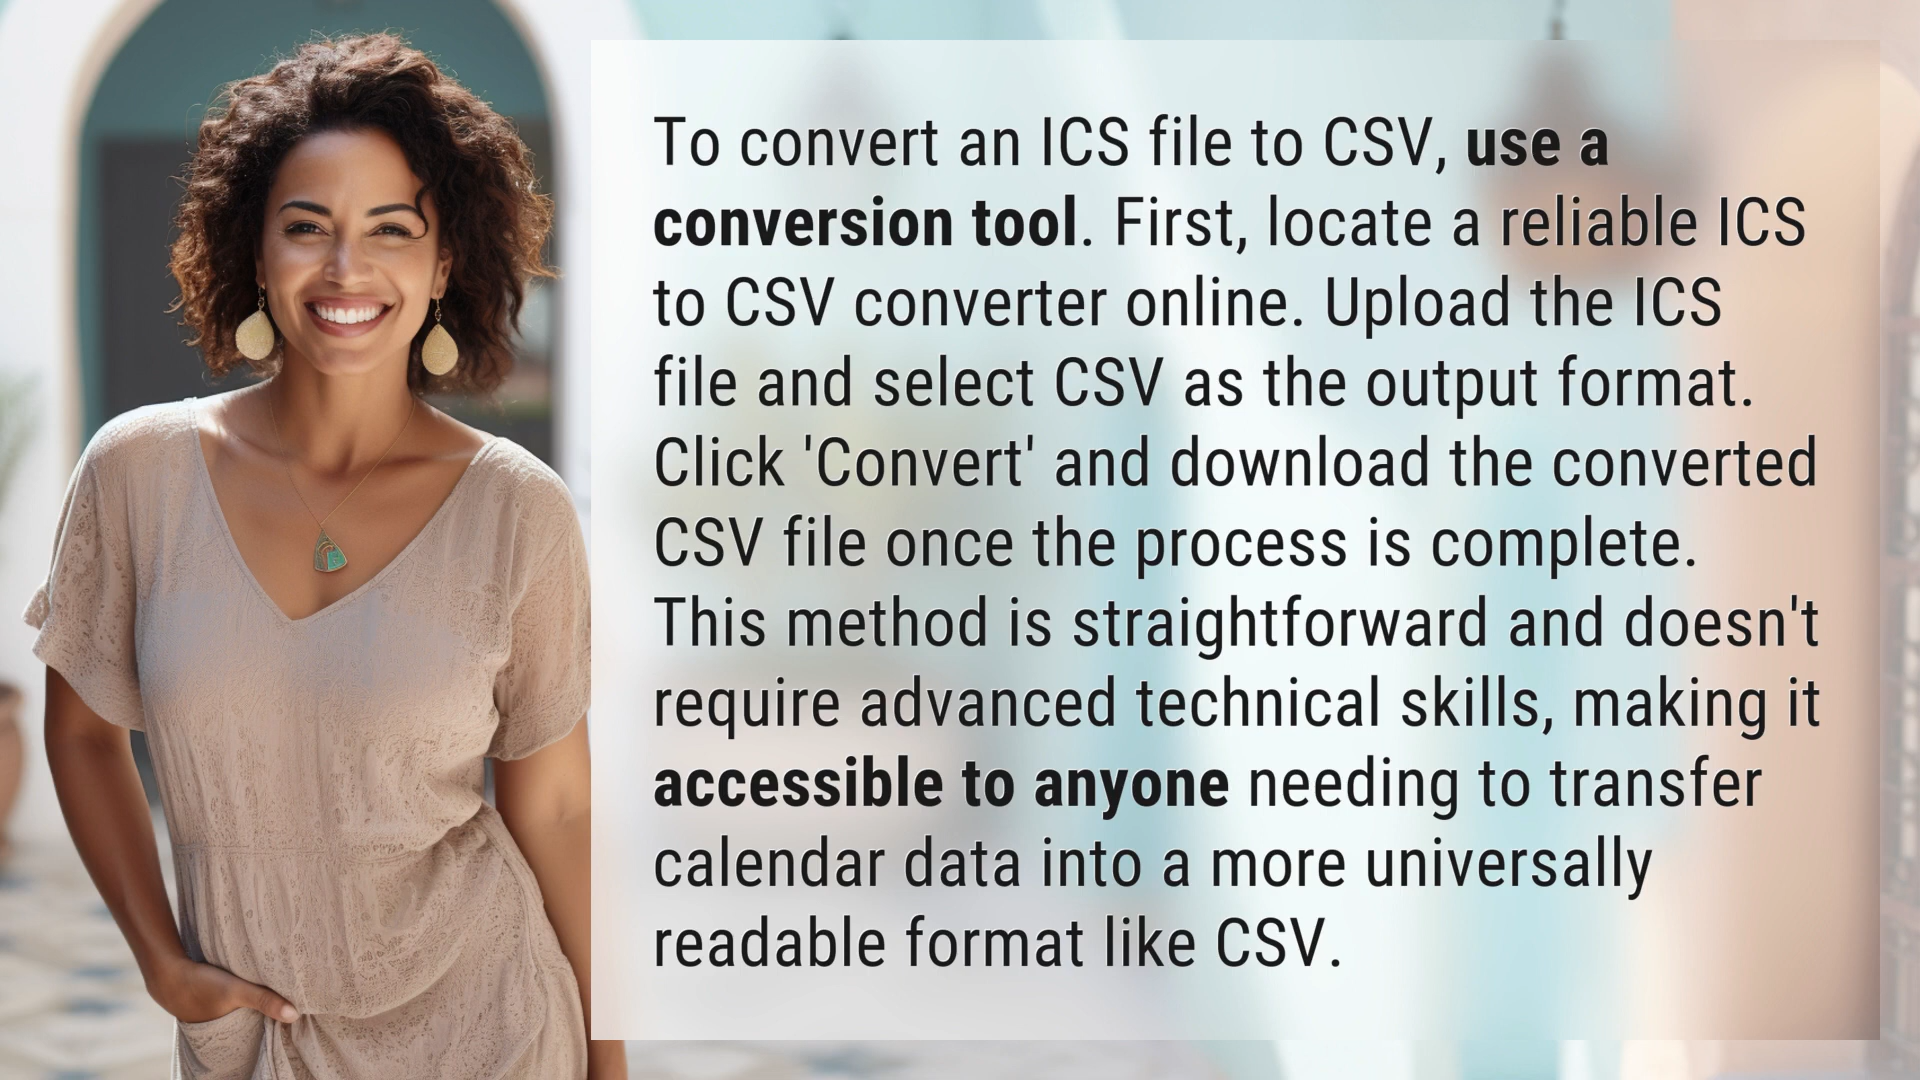 To convert an ICS file to CSV, use a
conversion tool. First, locate a reliable ICS
to CSV converter online. Upload the ICS
file and select CSV as the output format.
Click 'Convert' and download the converted
CSV file once the process is complete.
This method is straightforward and doesn't
require advanced technical skills, making it
accessible to anyone needing to transfer
calendar data into a more universally
readable format like CSV.